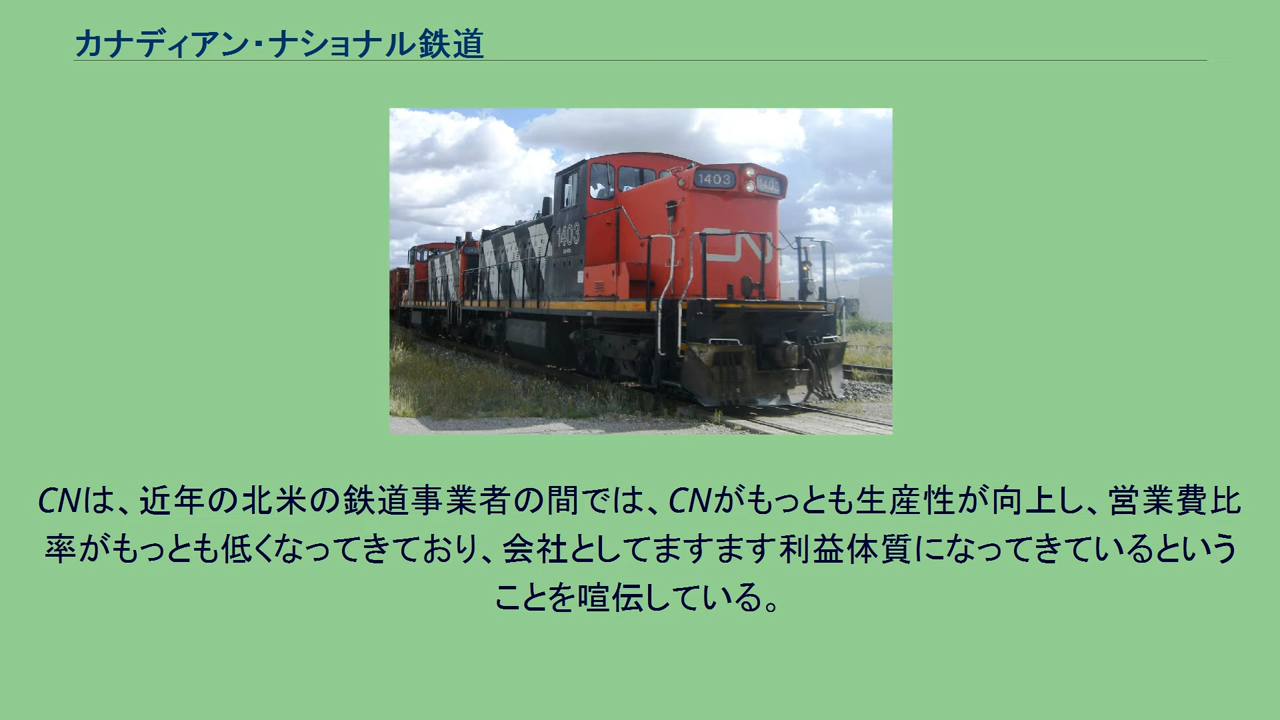 カナディアン・ナショナル鉄道
1403
1403
1403
CN
CNは、近年の北米の鉄道事業者の間では、CNがもっとも生産性が向上し、営業費比
率がもっとも低くなってきており、会社としてますます利益体質になってきているという
ことを喧伝している。